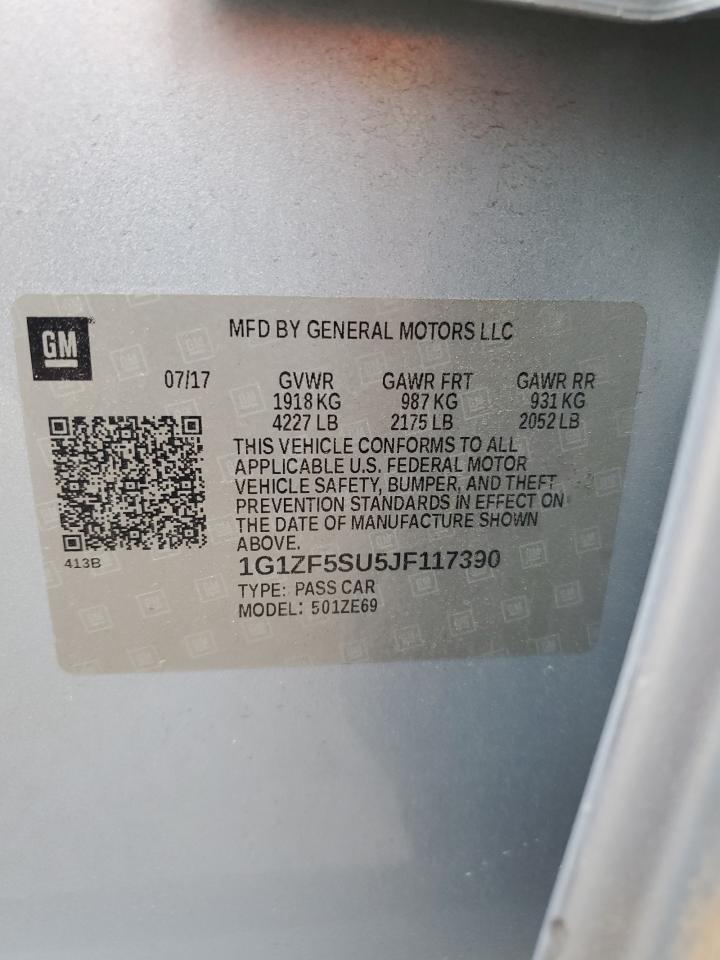 GM
MFD BY GENERAL MOTORS LLC
07/17 GVWR GAWR FRT GAWR RR
1918 KG 987 KG 931 KG
4227 LB 2175 LB 2052 LB
THIS VEHICLE CONFORMS TO ALL
APPLICABLE U.S. FEDERAL MOTOR
VEHICLE SAFETY, BUMPER, AND THEFT
PREVENTION STANDARDS IN EFFECT ON
THE DATE OF MANUFACTURE SHOWN
ABOVE.
413B
1G1ZF5SU5JF117390
TYPE: PASS CAR
MODEL: 501ZE69